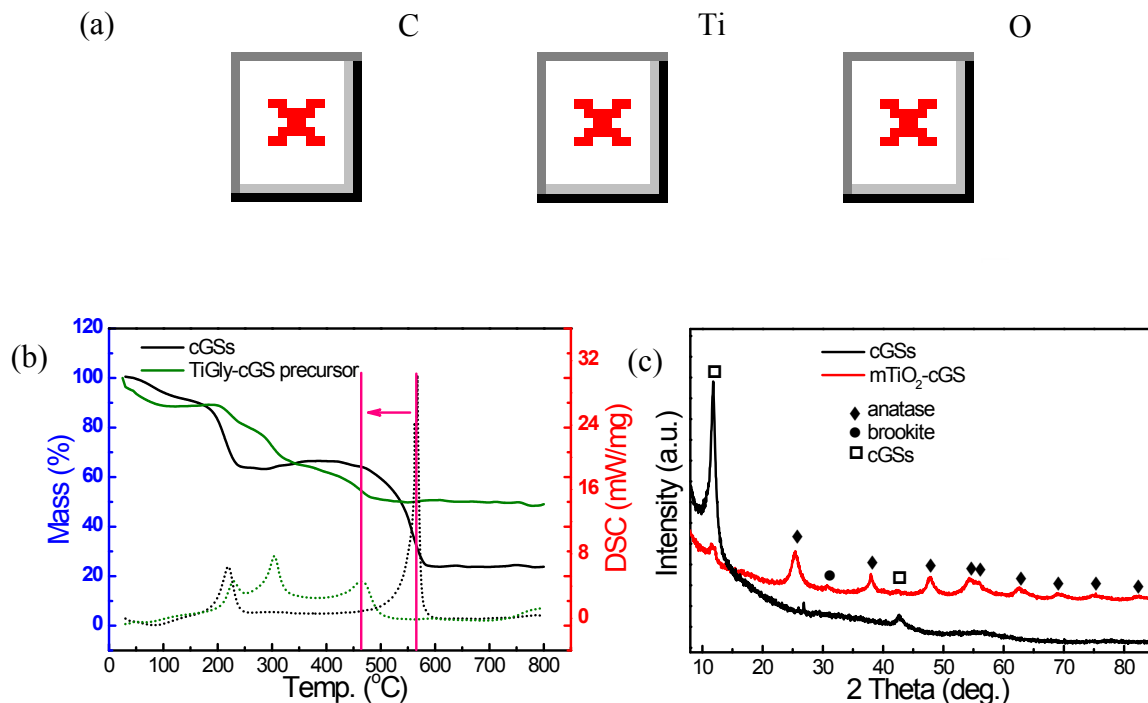 (a) C Ti O
(b)
120
100
80
60
40
20
0
Mass (%)
cGSs
TiGly-cGS precursor
32
24
16
8
0
DSC (mW/mg)
0 100 200 300 400 500 600 700 800
Temp. (°C)
(c)
Intensity (a.u.)
cGSs
mTiO₂-cGS
anatase
brookite
cGSs
10 20 30 40 50 60 70 80
2 Theta (deg.)